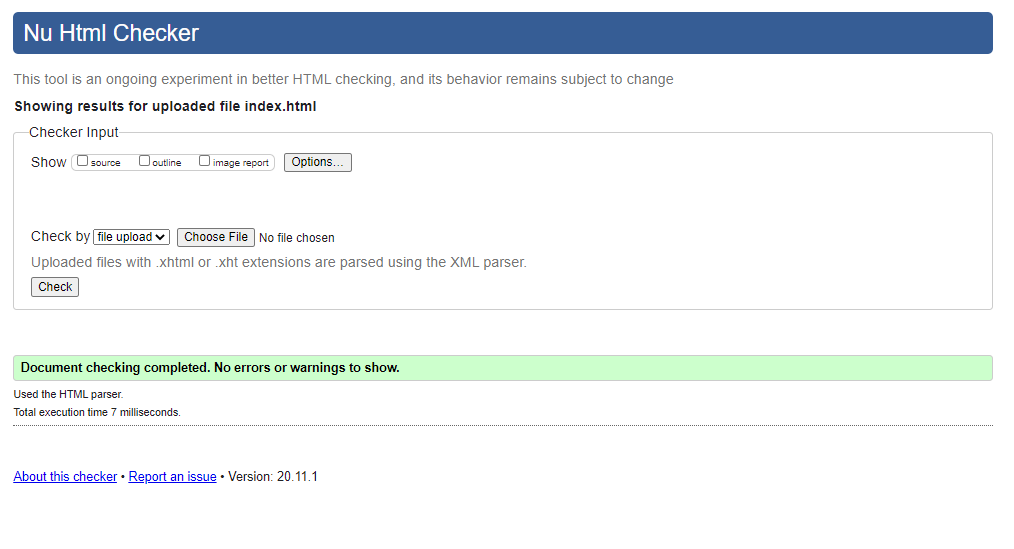 Nu Html Checker
This tool is an ongoing experiment in better HTML checking, and its behavior remains subject to change
Showing results for uploaded file index.html
Checker Input
Show source outline image report Options...
Check by file upload Choose File No file chosen
Uploaded files with .xhtml or .xht extensions are parsed using the XML parser.
Check
Document checking completed. No errors or warnings to show.
Used the HTML parser.
Total execution time 7 milliseconds.
About this checker • Report an issue • Version: 20.11.1